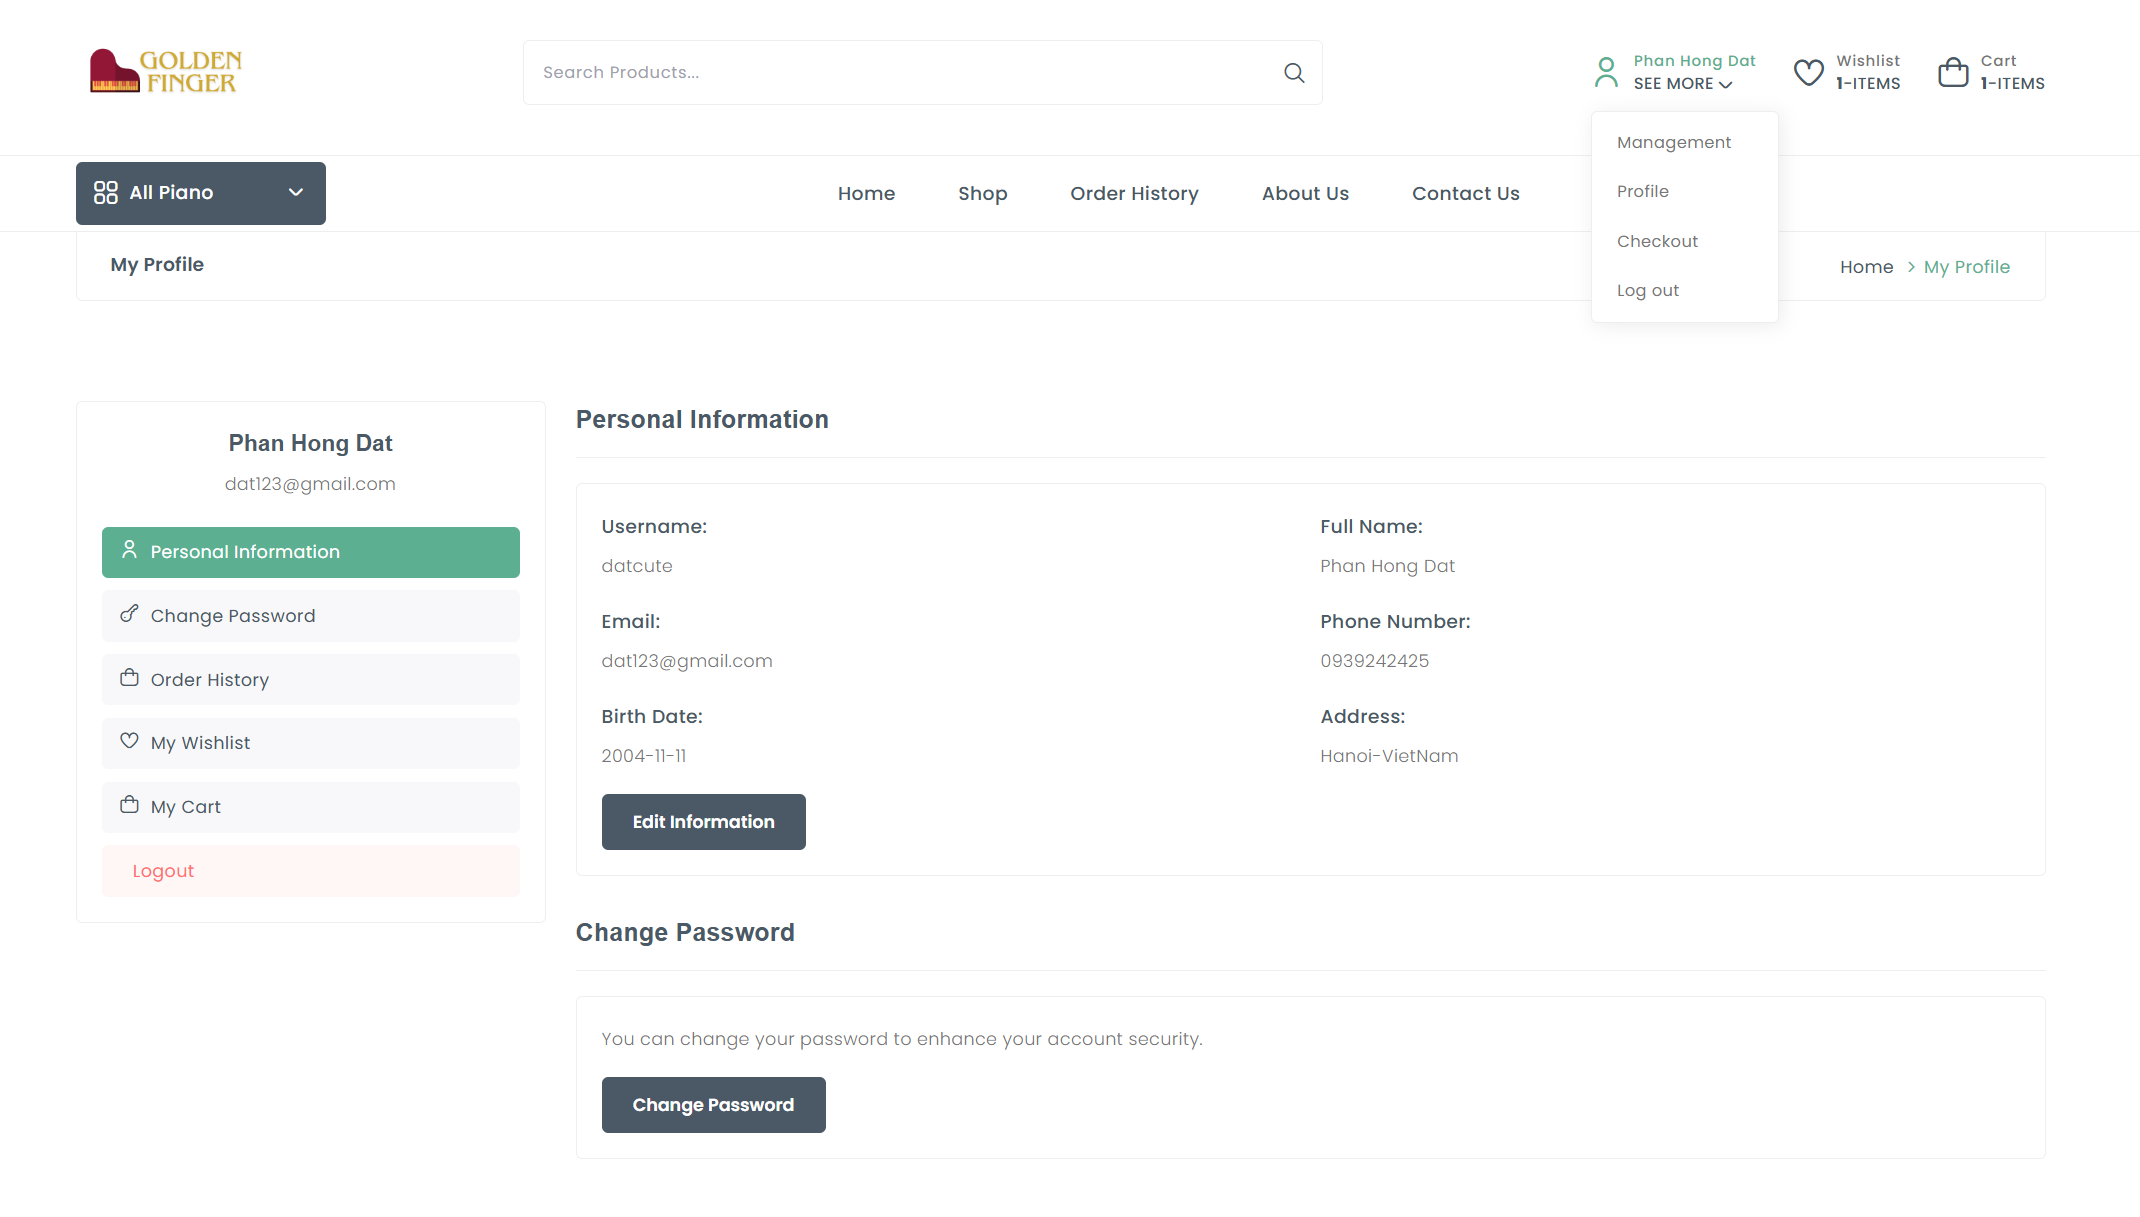 GOLDEN
FINGER
Search Products...
Phan Hong Dat
SEE MORE
Wishlist
1-ITEMS
Cart
1-ITEMS
Management
Profile
Checkout
Log out
All Piano
Home
Shop
Order History
About Us
Contact Us
My Profile
Home > My Profile
Phan Hong Dat
dat123@gmail.com
Personal Information
Change Password
Order History
My Wishlist
My Cart
Logout
Personal Information
Username:
datcute
Full Name:
Phan Hong Dat
Email:
dat123@gmail.com
Phone Number:
0939242425
Birth Date:
2004-11-11
Address:
Hanoi-VietNam
Edit Information
Change Password
You can change your password to enhance your account security.
Change Password